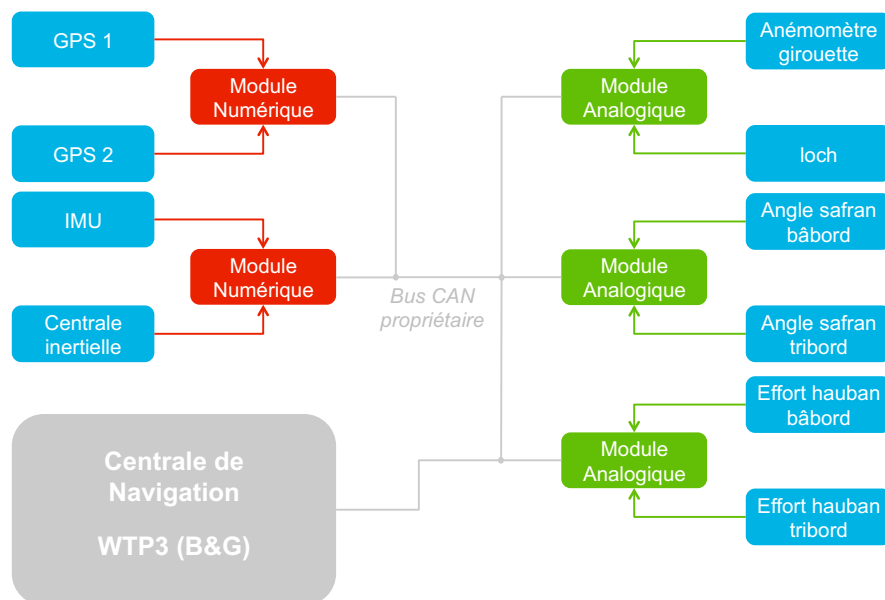 GPS 1
Module
Numérique
GPS 2
IMU
Module
Numérique
Centrale
inertielle
Centrale de
Navigation
WTP3 (B&G)
Bus CAN
propriétaire
Anémomètre
girouette
Module
Analogique
loch
Angle safran
bâbord
Module
Analogique
Angle safran
tribord
Effort hauban
bâbord
Module
Analogique
Effort hauban
tribord